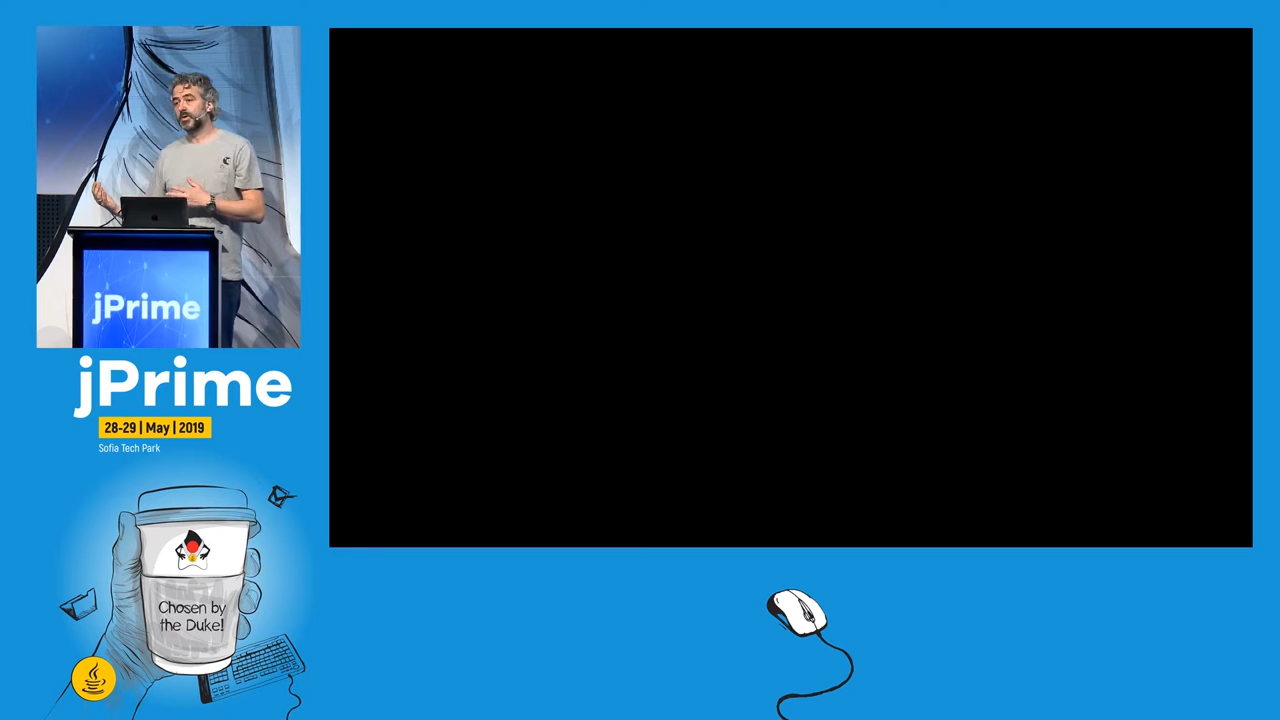 jPrime
jPrime
28-29 | May | 2019
Sofia Tech Park
Chosen by
the Duke!